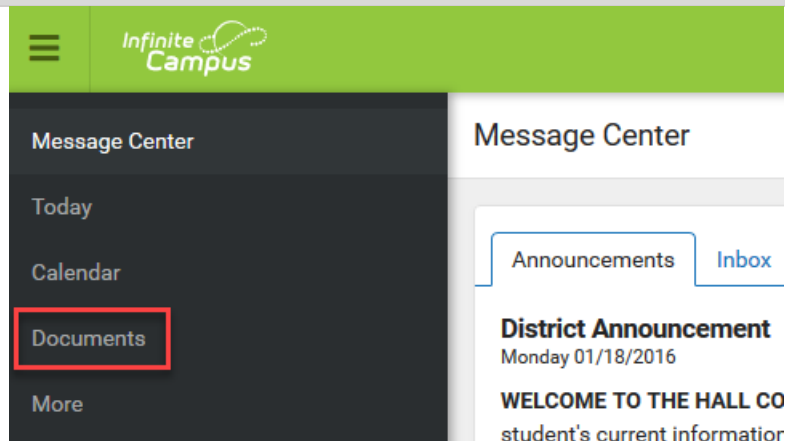 Infinite
Campus
Message Center
Today
Calendar
Documents
More
Message Center
Announcements Inbox
District Announcement
Monday 01/18/2016
WELCOME TO THE HALL CO
student's current information